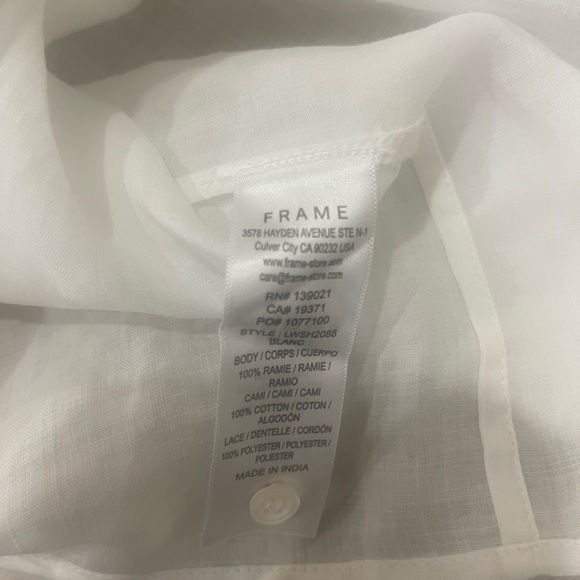 FRAME
3578 HAYDEN AVENUE STE N-1
Culver City CA 90232 USA
www.frame-store.com
care@frame-store.com
RN# 139021
CA# 19371
PO# 1077100
STYLE : LWSH2088
BLANC
BODY / CORPS / CUERPO
100% RAMIE / RAMIE /
RAMIO
CAMI / CAMI / CAMI
100% COTTON / COTON /
ALGODÓN
LACE / DENTELLE / CORDÓN
100% POLYESTER / POLYESTER /
POLIESTER
MADE IN INDIA